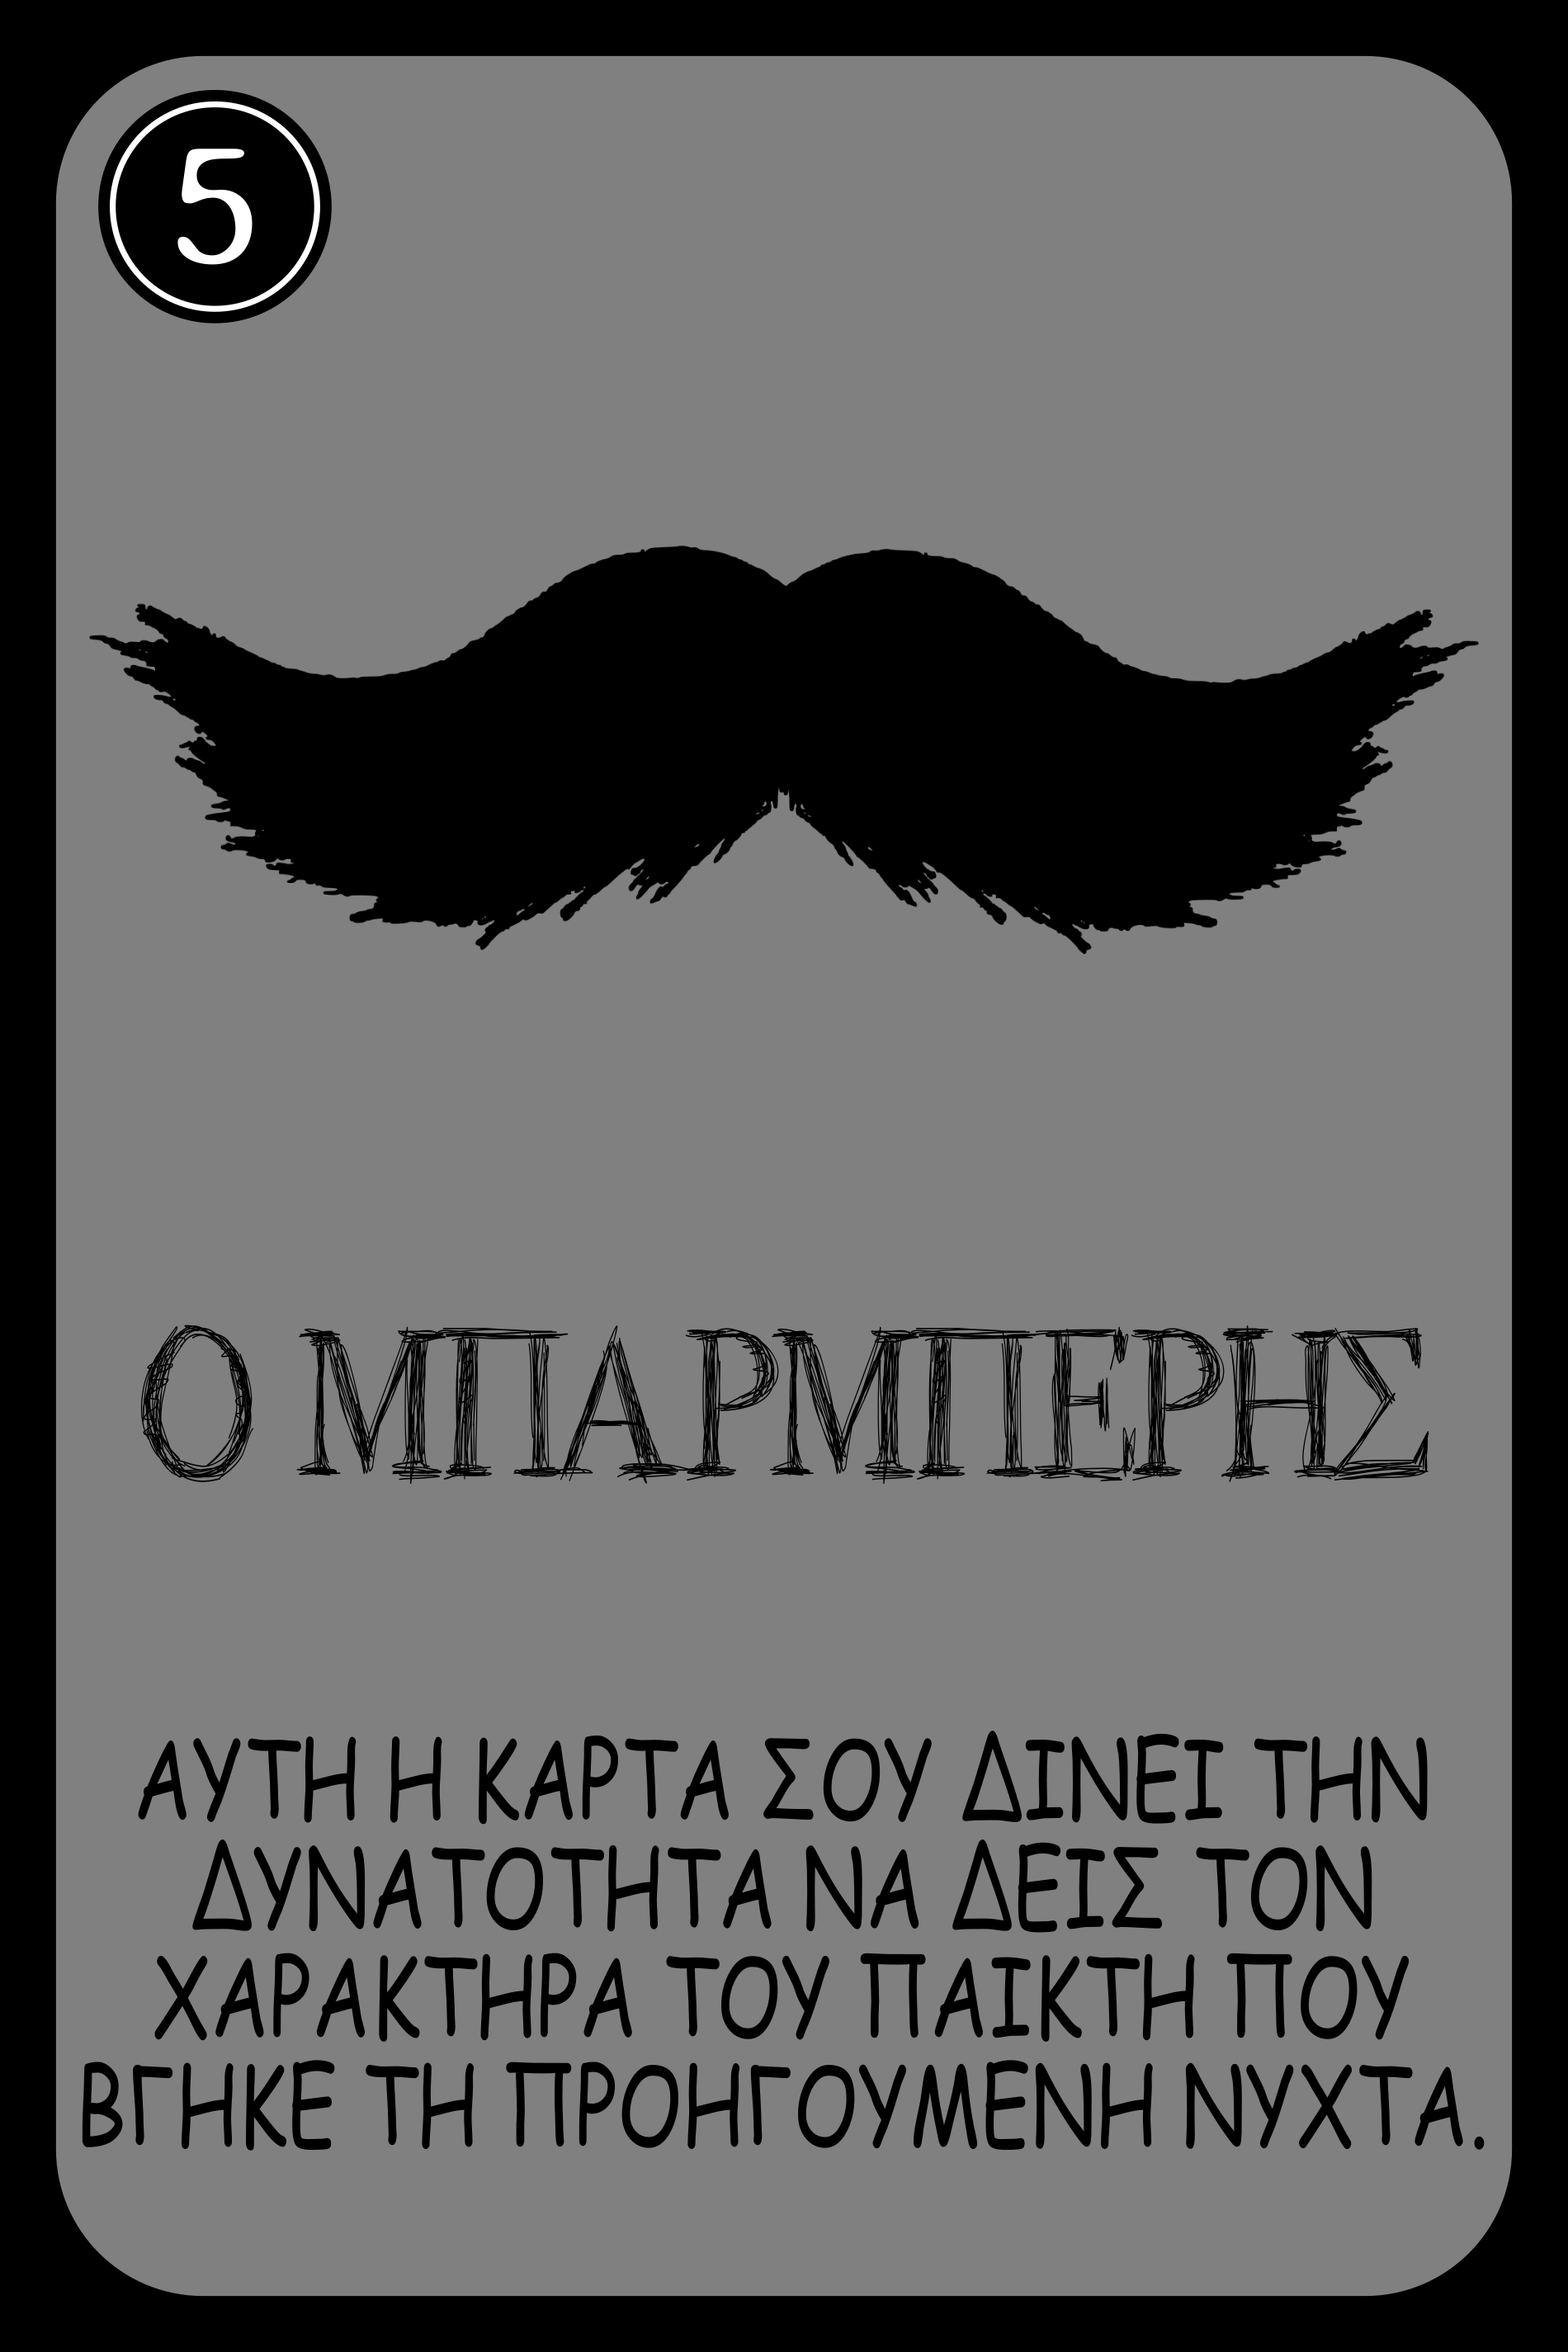 5
Ο ΜΠΑΡΜΠΕΡΗΣ
ΑΥΤΗ Η ΚΑΡΤΑ ΣΟΥ ΔΙΝΕΙ ΤΗΝ
ΔΥΝΑΤΟΤΗΤΑ ΝΑ ΔΕΙΣ ΤΟΝ
ΧΑΡΑΚΤΗΡΑ ΤΟΥ ΠΑΙΚΤΗ ΠΟΥ
ΒΓΗΚΕ ΤΗ ΠΡΟΗΓΟΥΜΕΝΗ ΝΥΧΤΑ.